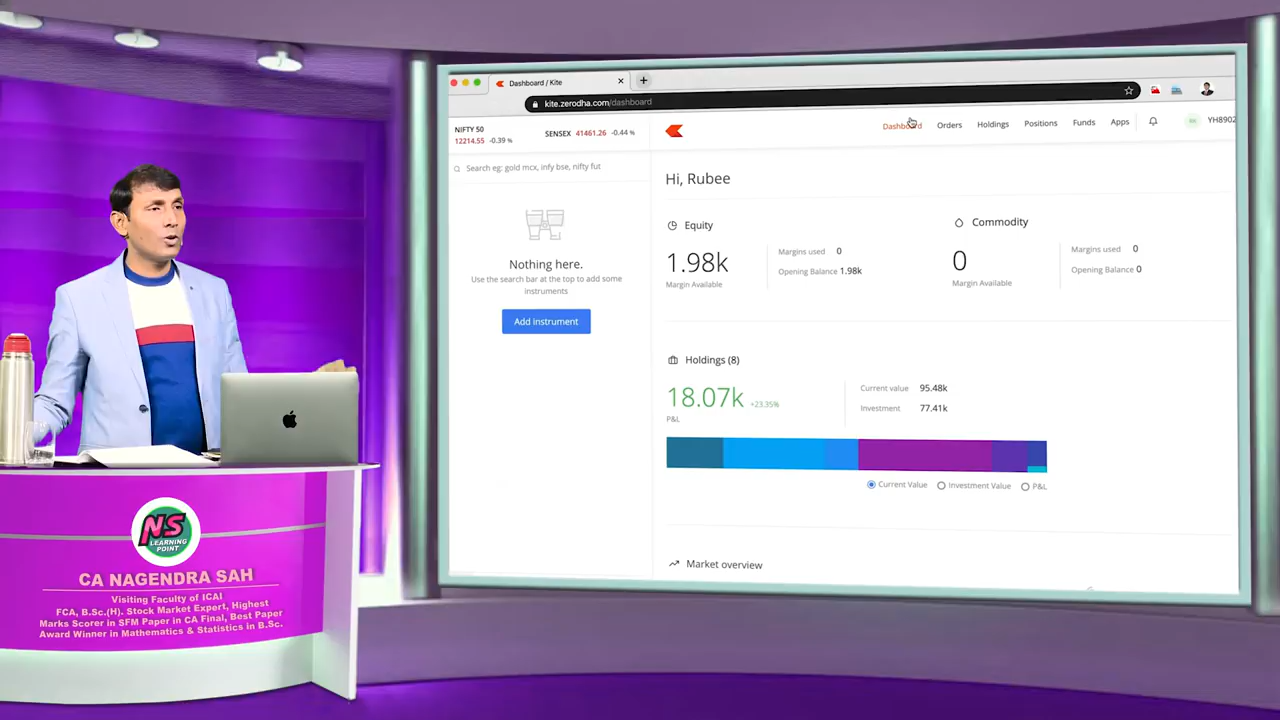 Dashboard / Kite
kite.zerodha.com/dashboard
NIFTY 50
12214.55 -0.39 %
SENSEX 41461.26 -0.44 %
Dashboard Orders Holdings Positions Funds Apps YH8902
Search eg: gold mcx, infy bse, nifty fut
Nothing here.
Use the search bar at the top to add some
instruments
Add instrument
Hi, Rubee
Equity
1.98k
Margin Available
Margins used 0
Opening Balance 1.98k
Commodity
0
Margin Available
Margins used 0
Opening Balance 0
Holdings (8)
18.07k +23.35%
P&L
Current value 95.48k
Investment 77.41k
Current Value Investment Value P&L
Market overview
NS
LEARNING
POINT
CA NAGENDRA SAH
Visiting Faculty of ICAI
FCA, B.Sc.(H). Stock Market Expert, Highest
Marks Scorer in SFM Paper in CA Final, Best Paper
Award Winner in Mathematics & Statistics in B.Sc.